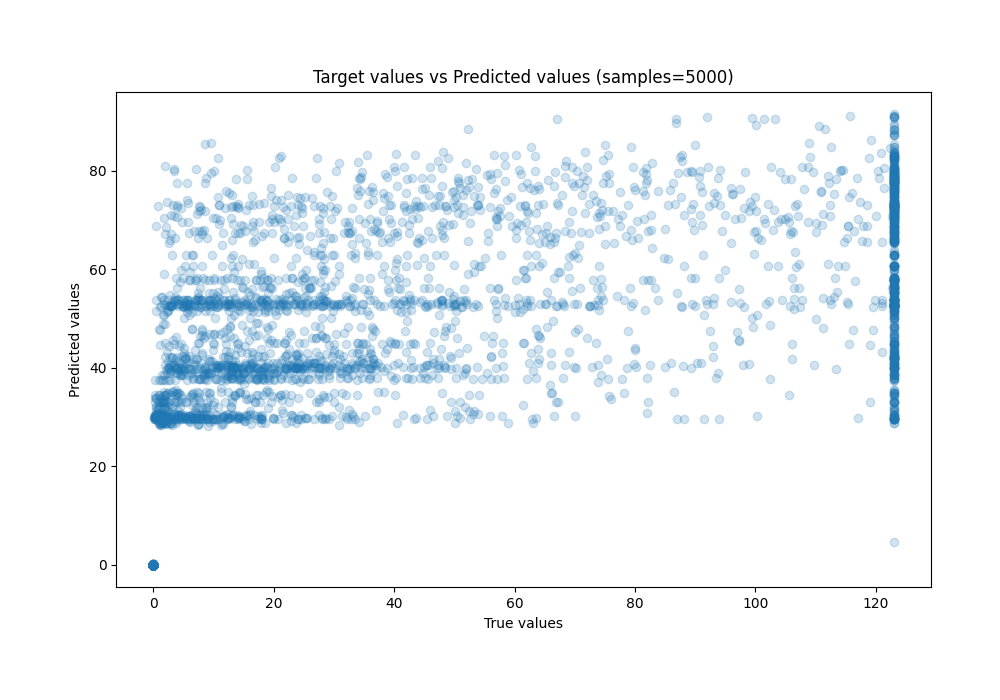 Target values vs Predicted values (samples=5000)
Predicted values
80
60
40
20
0
0 20 40 60 80 100 120
True values